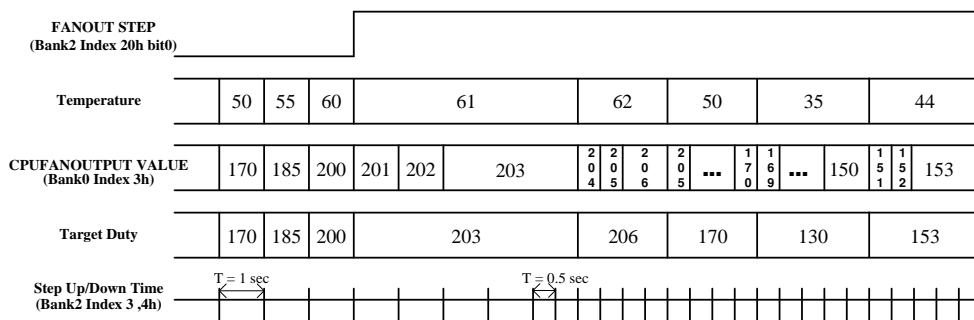 FANOUT STEP
(Bank2 Index 20h bit0)
Temperature 50 55 60 61 62 50 35 44
CPUFANOUTPUT VALUE
(Bank0 Index 3h)
170 185 200 201 202 203 204 205 206 205 ... 170 169 ... 150 151 152 153
Target Duty 170 185 200 203 206 170 130 153
T = 1 sec T = 0.5 sec
Step Up/Down Time
(Bank2 Index 3 ,4h)